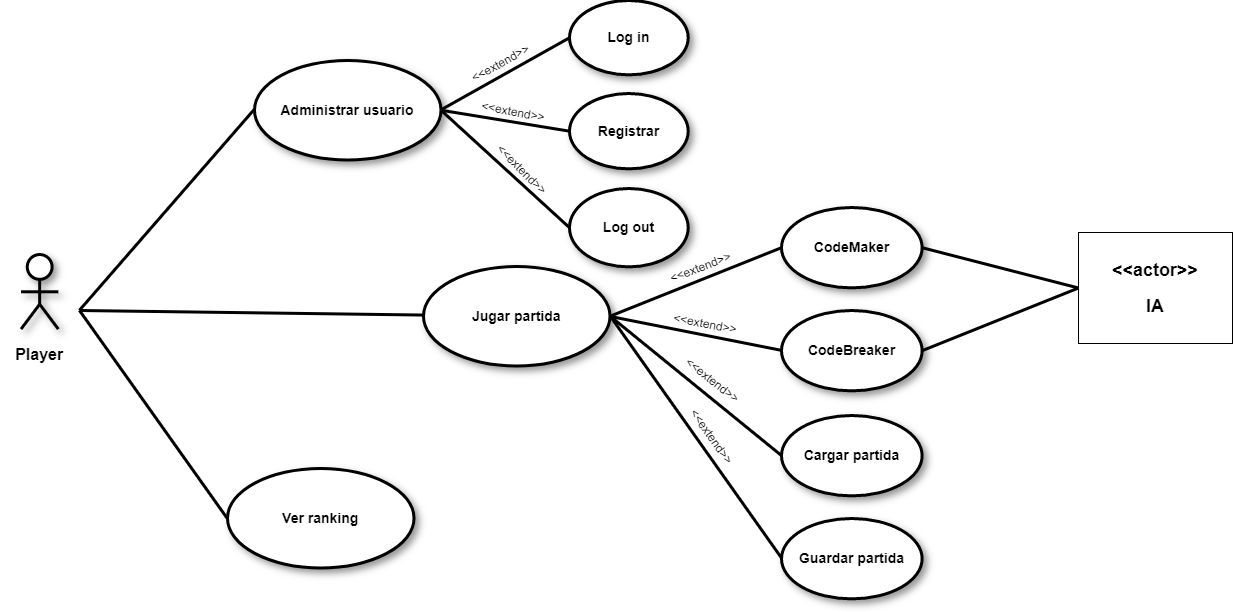 Log in
<<extend>>
Administrar usuario
<<extend>>
Registrar
<<extend>>
Log out
CodeMaker
<<extend>>
<<actor>>
IA
Player
Jugar partida
<<extend>>
CodeBreaker
<<extend>>
Cargar partida
<<extend>>
Ver ranking
Guardar partida